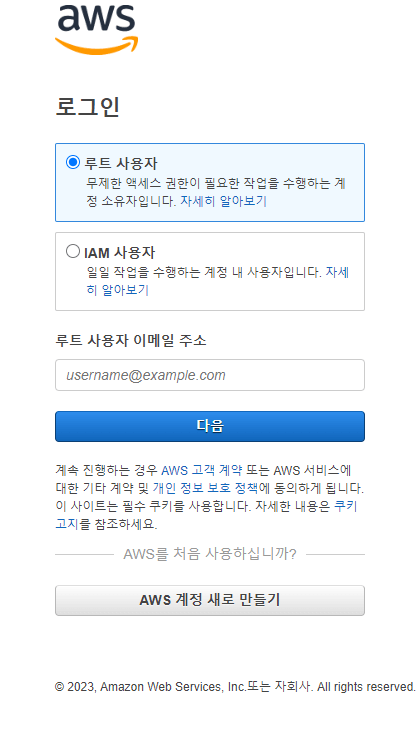 aws
로그인
루트 사용자
무제한 액세스 권한이 필요한 작업을 수행하는 계
정 소유자입니다. 자세히 알아보기
IAM 사용자
일일 작업을 수행하는 계정 내 사용자입니다. 자세
히 알아보기
루트 사용자 이메일 주소
username@example.com
다음
계속 진행하는 경우 AWS 고객 계약 또는 AWS 서비스에
대한 기타 계약 및 개인 정보 보호 정책에 동의하게 됩니다.
이 사이트는 필수 쿠키를 사용합니다. 자세한 내용은 쿠키
고지를 참조하세요.
AWS를 처음 사용하십니까?
AWS 계정 새로 만들기
© 2023, Amazon Web Services, Inc.또는 자회사. All rights reserved.